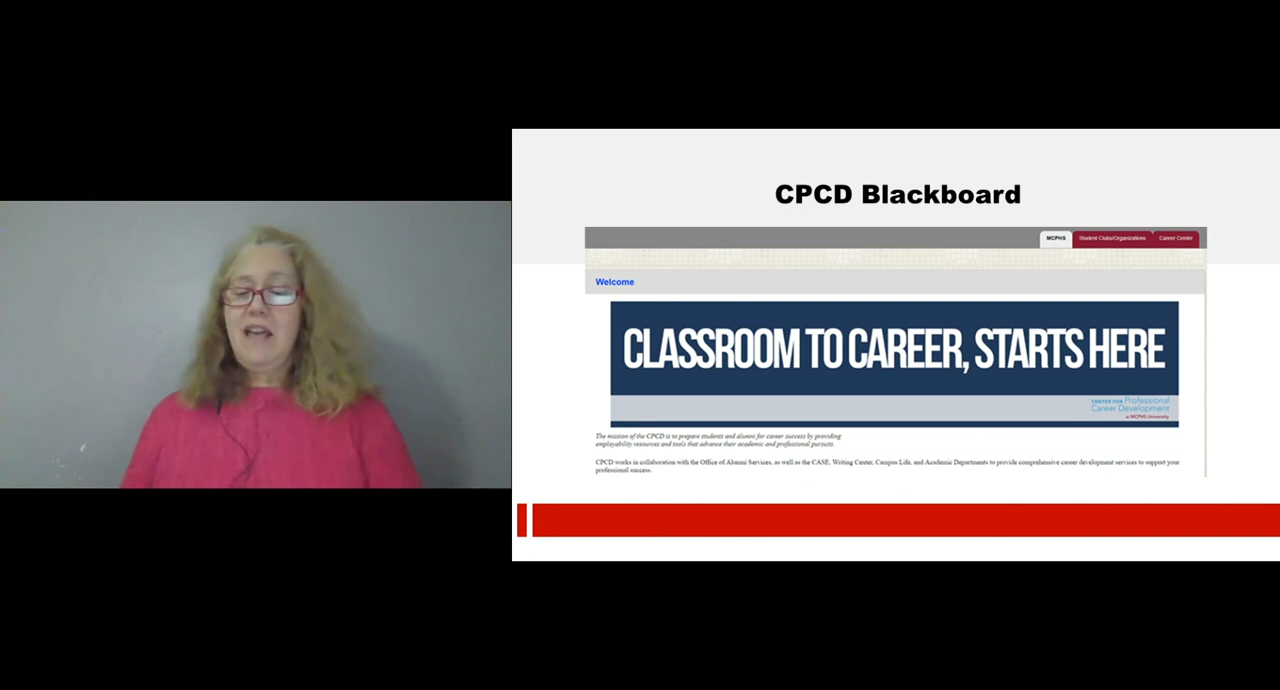 CPCD Blackboard
MCPHS Student Clubs/Organizations Career Center
Welcome
CLASSROOM TO CAREER, STARTS HERE
CENTER FOR Professional
Career Development
at MCPHS University
The mission of the CPCD is to prepare students and alumni for career success by providing
employability resources and tools that advance their academic and professional pursuits.
CPCD works in collaboration with the Office of Alumni Services, as well as the CASE, Writing Center, Campus Life, and Academic Departments to provide comprehensive career development services to support your
professional success.